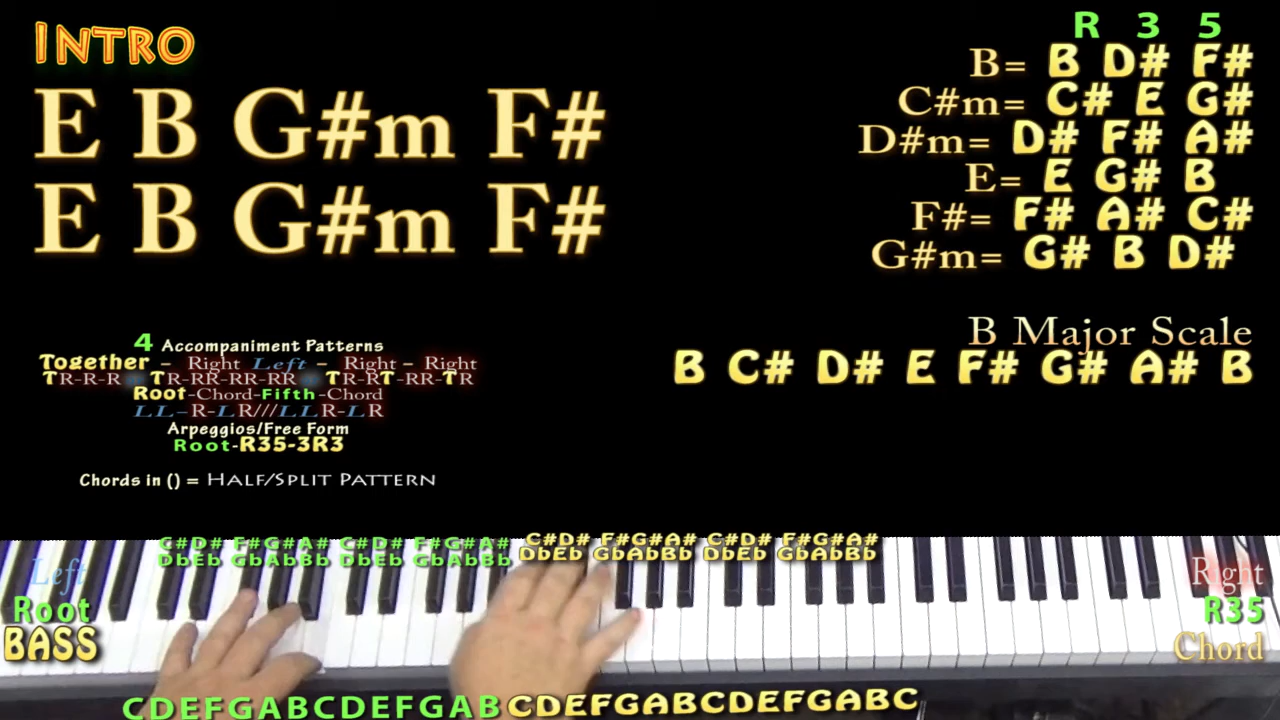 INTRO
E B G#m F#
E B G#m F#
R 3 5
B= B D# F#
C#m= C# E G#
D#m= D# F# A#
E= E G# B
F#= F# A# C#
G#m= G# B D#
B Major Scale
B C# D# E F# G# A# B
4 Accompaniment Patterns
Together - Right Left - Right - Right
TR-R-R TR-RR-RR-RR TR-RT-RR-TR
Root-Chord-Fifth-Chord
LL-R-LR///LLR-LR
Arpeggios/Free Form
Root-R35-3R3
Chords in () = HALF/SPLIT PATTERN
C#D# F#G#A# C#D# F#G#A# C#D# F#G#A# C#D# F#G#A#
DbEb GbAbBb DbEb GbAbBb DbEb GbAbBb DbEb GbAbBb
Left
Root
BASS
Right
R35
Chord
CDEFGABCDEFGABCDEFGABCDEFGABC